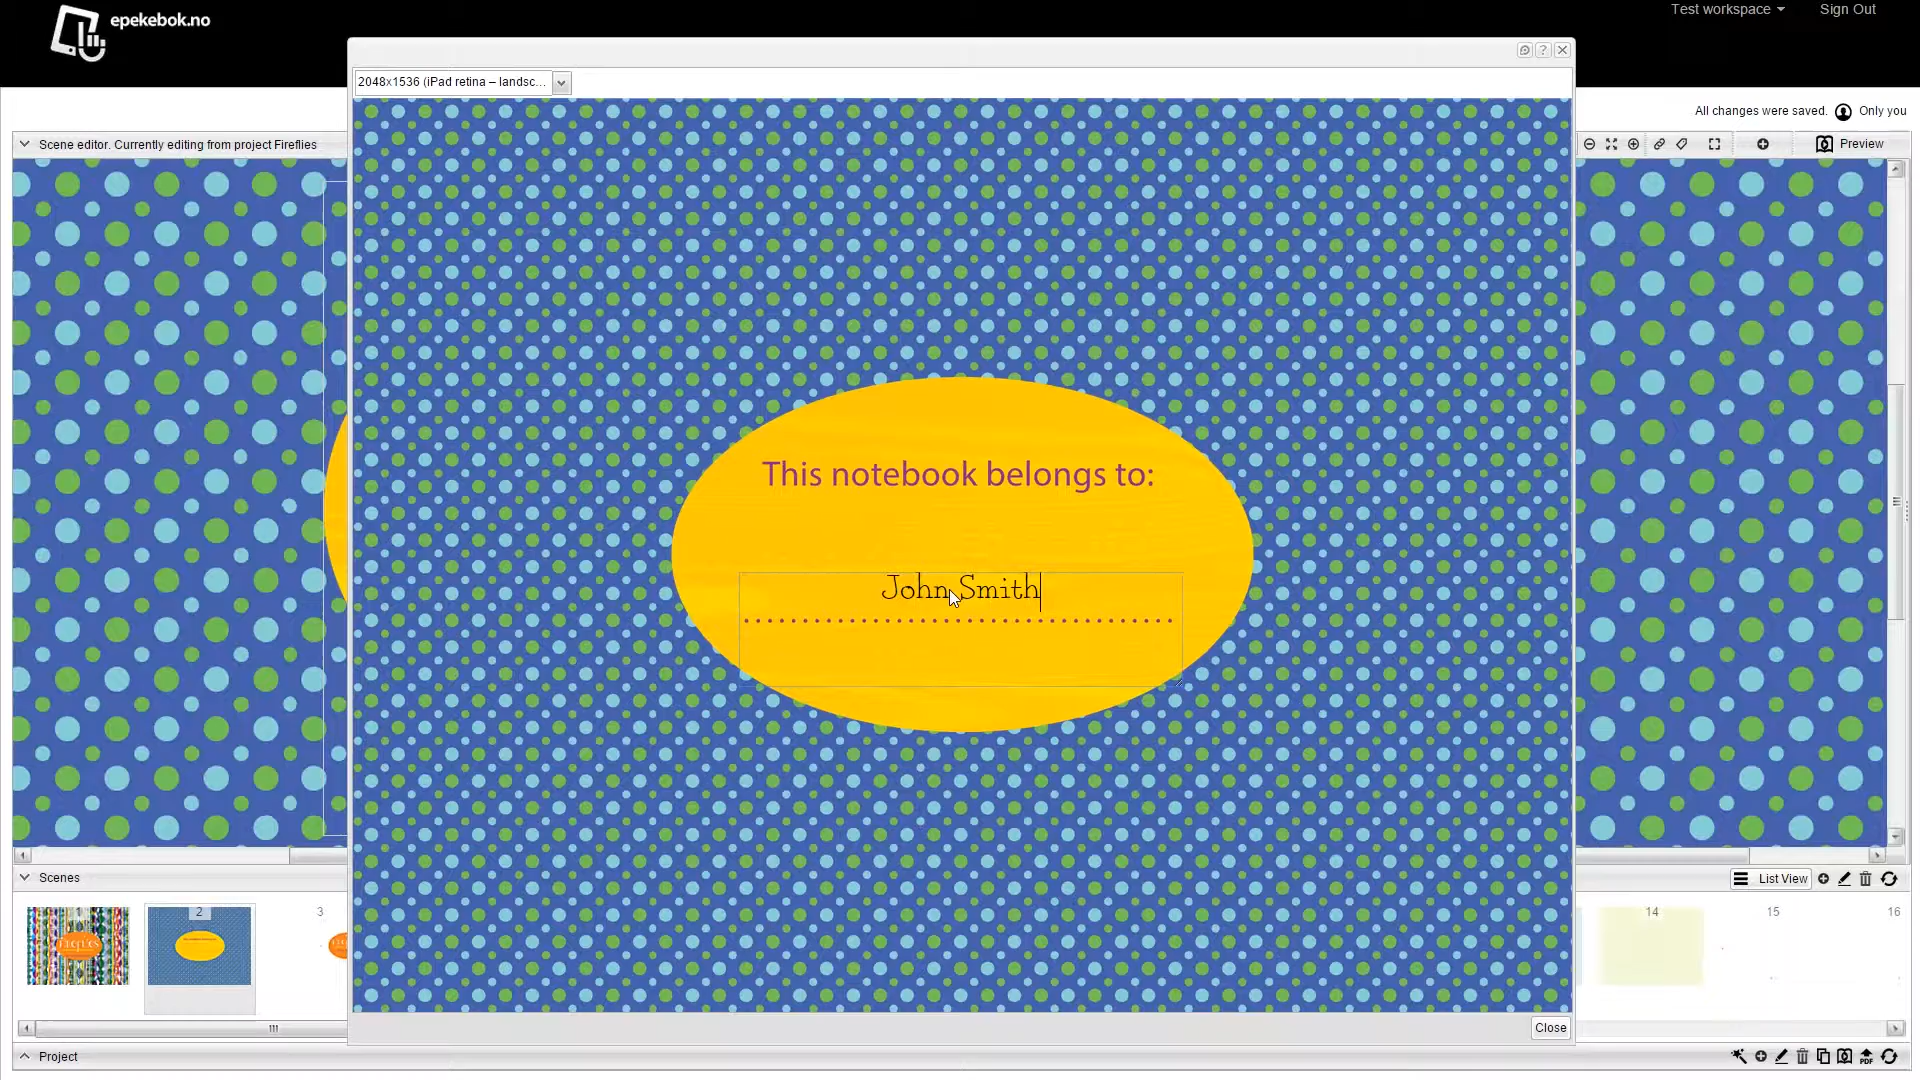 epekebok.no
Test workspace
Sign Out
2048x1536 (iPad retina – landsc...
All changes were saved.
Only you
Scene editor. Currently editing from project Fireflies
Preview
This notebook belongs to:
John Smith
Scenes
List View
1
2
3
14
15
16
Close
Project
PDF